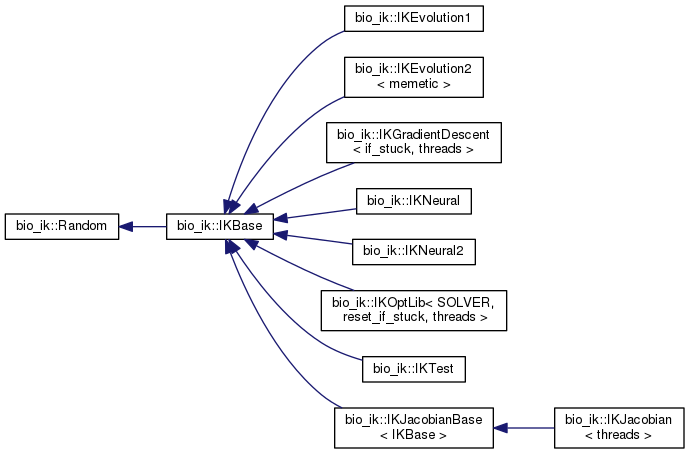 bio_ik::IKEvolution1
bio_ik::IKEvolution2
< memetic >
bio_ik::IKGradientDescent
< if_stuck, threads >
bio_ik::IKNeural
bio_ik::Random
bio_ik::IKBase
bio_ik::IKNeural2
bio_ik::IKOptLib< SOLVER,
reset_if_stuck, threads >
bio_ik::IKTest
bio_ik::IKJacobianBase
< IKBase >
bio_ik::IKJacobian
< threads >